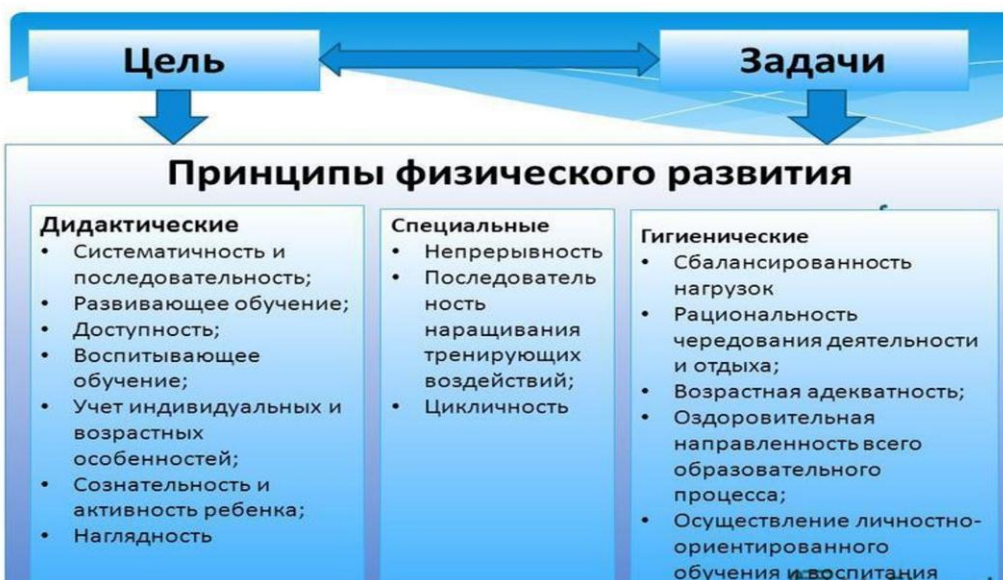 Цель
Задачи
Принципы физического развития
Дидактические
• Систематичность и
последовательность;
• Развивающее обучение;
• Доступность;
• Воспитывающее
обучение;
• Учет индивидуальных и
возрастных
особенностей;
• Сознательность и
активность ребенка;
• Наглядность
Специальные
• Непрерывность
• Последователь
ность
наращивания
тренирующих
воздействий;
• Цикличность
Гигиенические
• Сбалансированность
нагрузок
• Рациональность
чередования деятельности
и отдыха;
• Возрастная адекватность;
• Оздоровительная
направленность всего
образовательного
процесса;
• Осуществление личностно-
ориентированного
обучения и воспитания